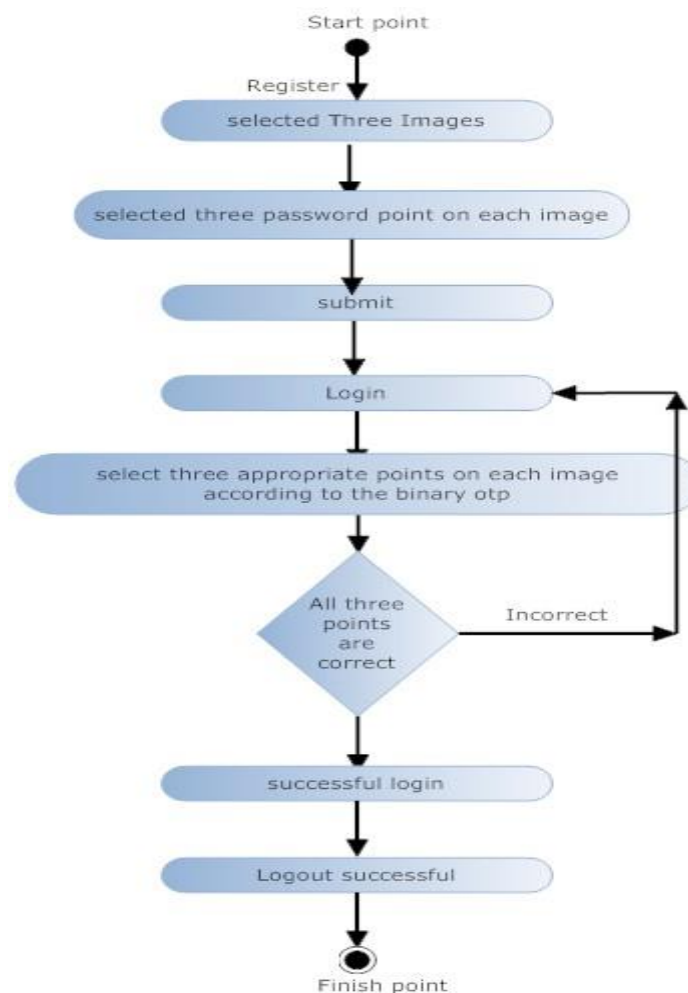 Start point
Register
selected Three Images
selected three password point on each image
submit
Login
select three appropriate points on each image
according to the binary otp
All three
points
are
correct
Incorrect
successful login
Logout successful
Finish point